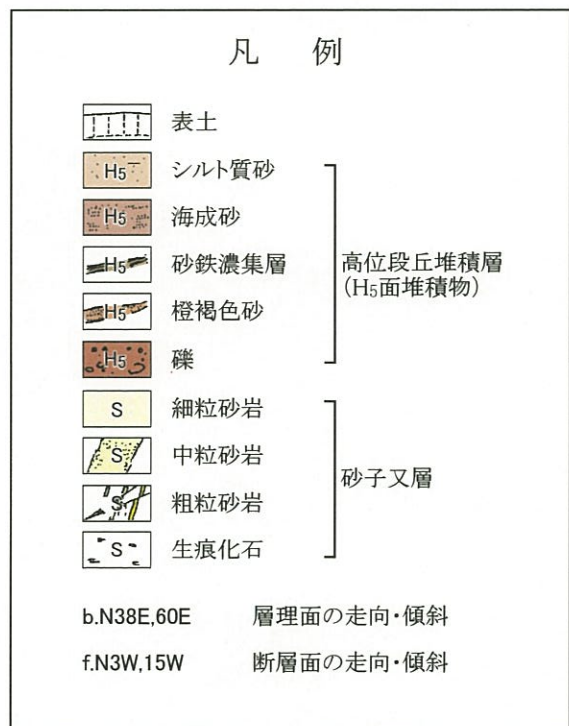 凡 例
表土
H5 シルト質砂
H5 海成砂
H5 砂鉄濃集層
H5 橙褐色砂
H5 礫
高位段丘堆積層
(H5面堆積物)
S 細粒砂岩
S 中粒砂岩
S 粗粒砂岩
S 生痕化石
砂子又層
b.N38E,60E 層理面の走向・傾斜
f.N3W,15W 断層面の走向・傾斜